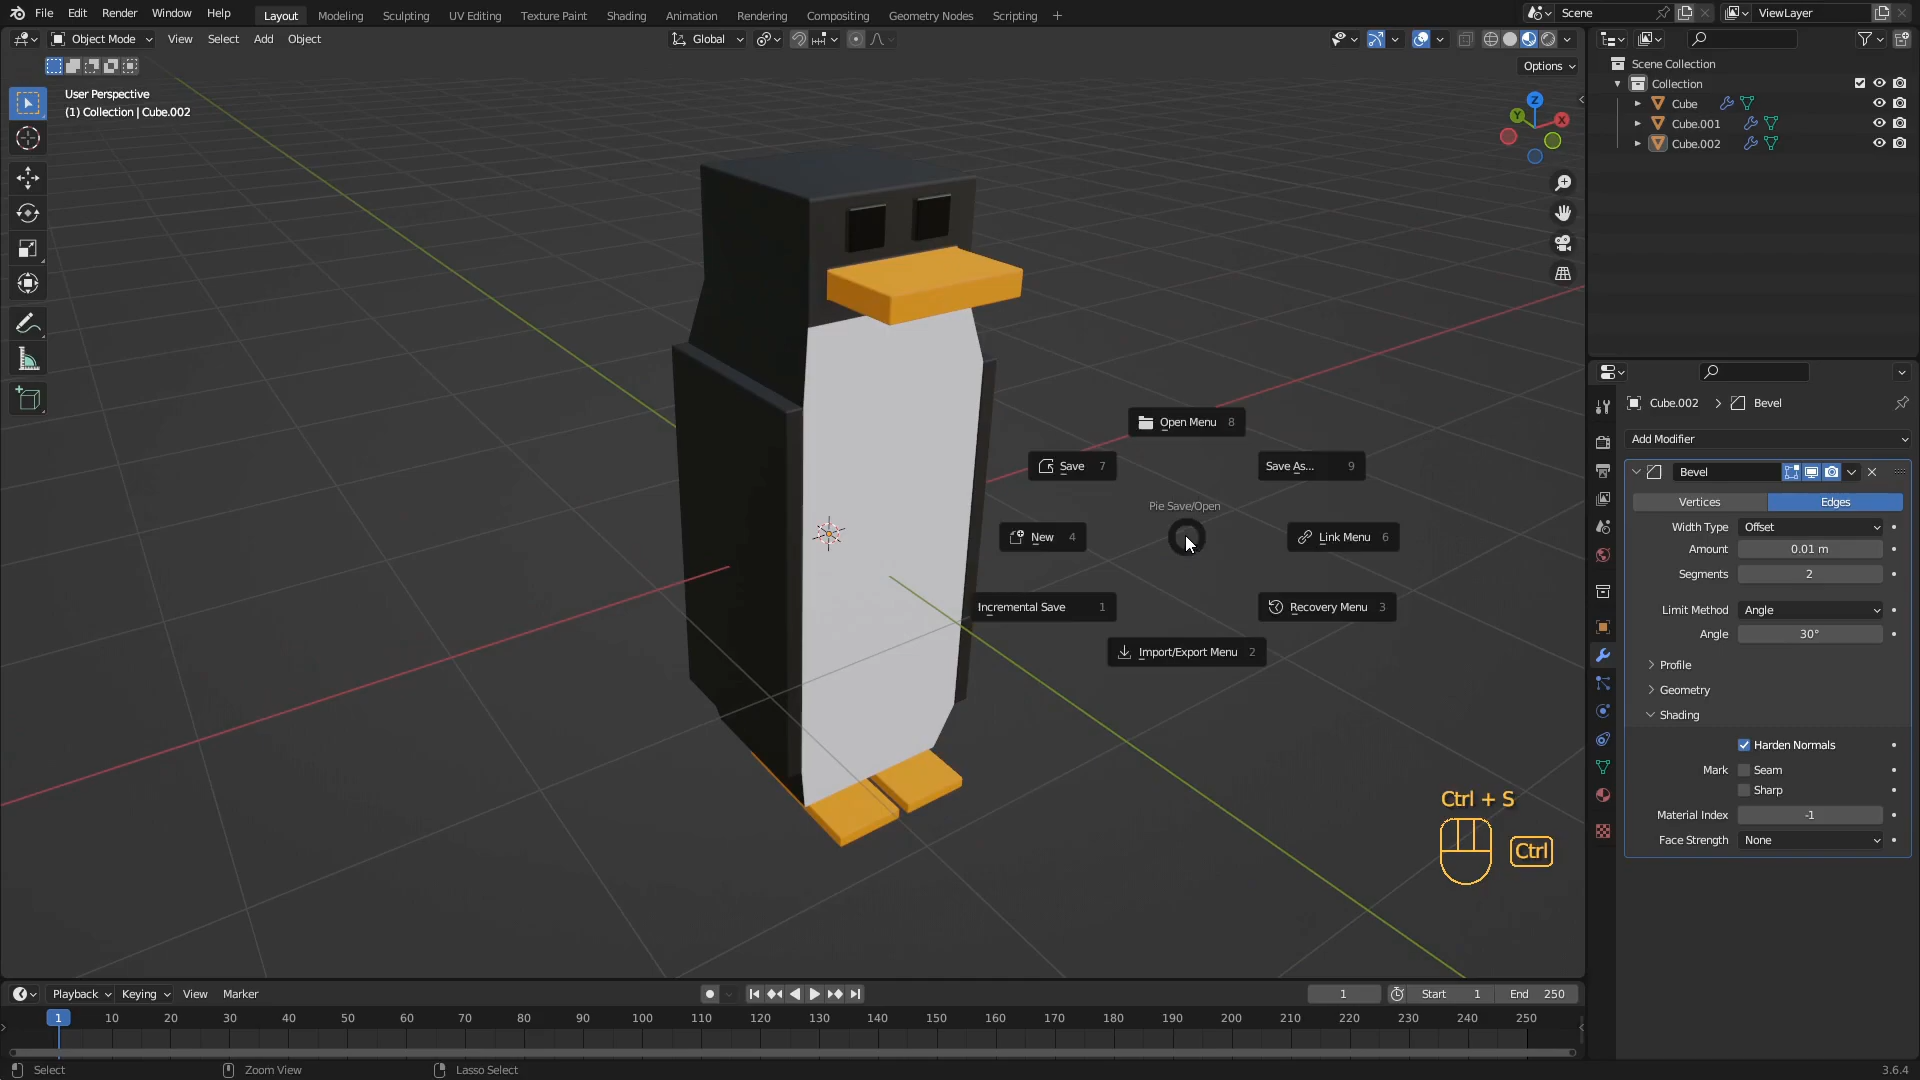 File Edit Render Window Help Layout Modeling Sculpting UV Editing Texture Paint Shading Animation Rendering Compositing Geometry Nodes Scripting + Scene ViewLayer
Object Mode View Select Add Object Global
Options
User Perspective
(1) Collection | Cube.002
Z
Y
X
Scene Collection
Collection
Cube
Cube.001
Cube.002
Cube.002 > Bevel
Add Modifier
Bevel
Vertices Edges
Width Type Offset
Amount 0.01 m
Segments 2
Limit Method Angle
Angle 30°
Profile
Geometry
Shading
Harden Normals
Mark Seam
Sharp
Material Index -1
Face Strength None
Open Menu 8
Save 7
Save As... 9
Pie Save/Open
New 4
Link Menu 6
Incremental Save 1
Recovery Menu 3
Import/Export Menu 2
Ctrl + S
Ctrl
Playback Keying View Marker 1 Start 1 End 250
1 10 20 30 40 50 60 70 80 90 100 110 120 130 140 150 160 170 180 190 200 210 220 230 240 250
Select Zoom View Lasso Select 3.6.4